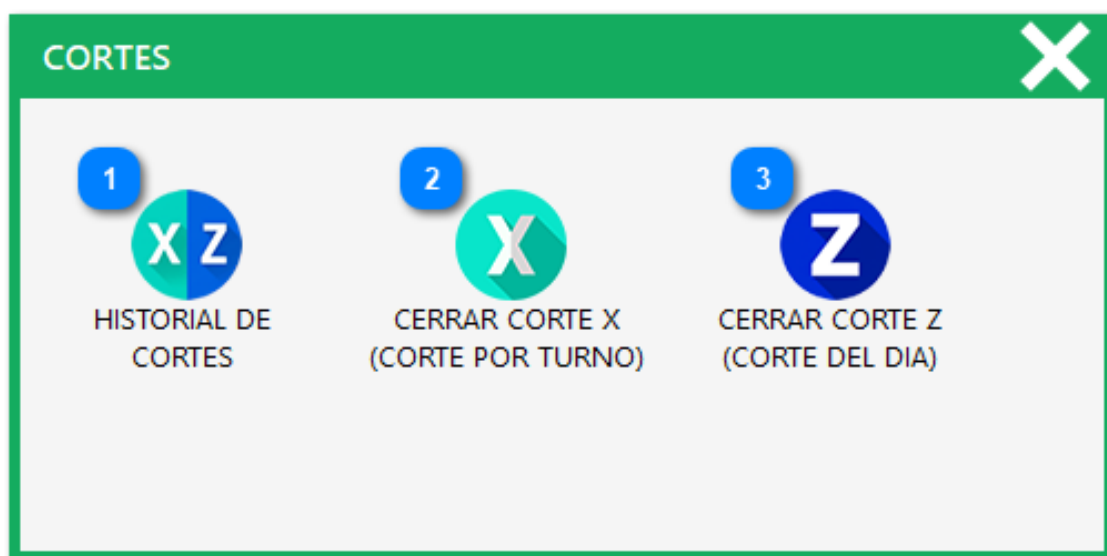 CORTES
1
2
3
X Z
X
Z
HISTORIAL DE
CORTES
CERRAR CORTE X
(CORTE POR TURNO)
CERRAR CORTE Z
(CORTE DEL DIA)